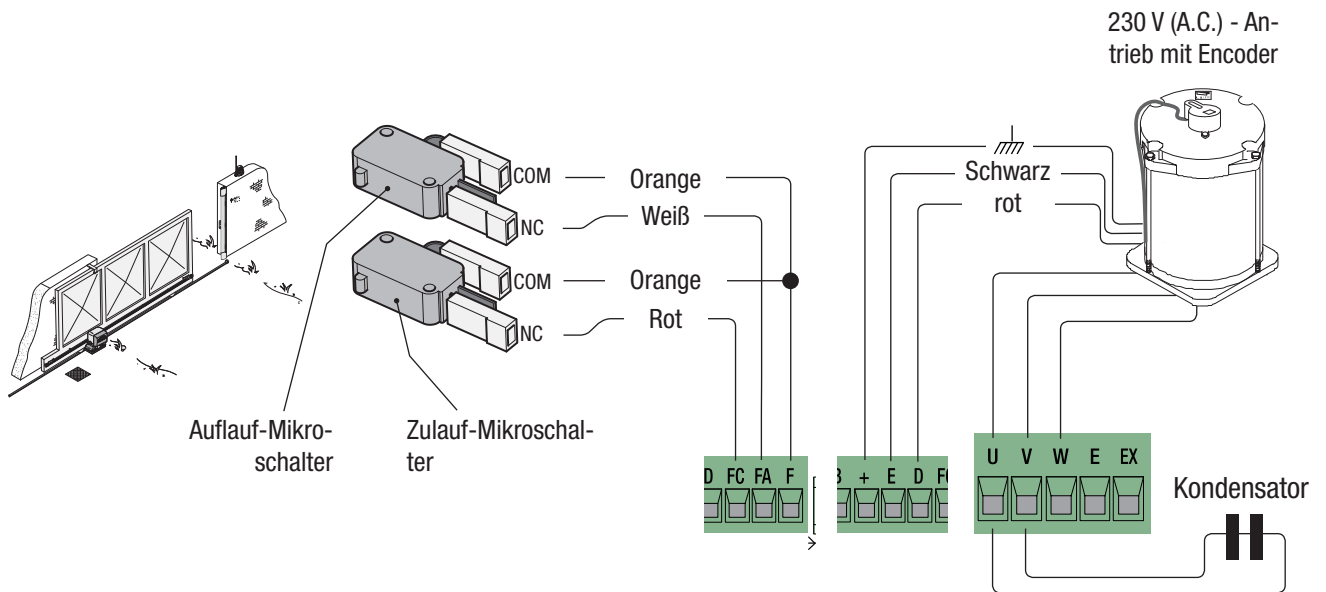 230 V (A.C.) - An-
trieb mit Encoder
COM
Orange
NC
Weiß
COM
Orange
NC
Rot
Schwarz
rot
Auflauf-Mikro-
schalter
Zulauf-Mikroschal-
ter
D FC FA F
+ E D
U V W E EX
Kondensator